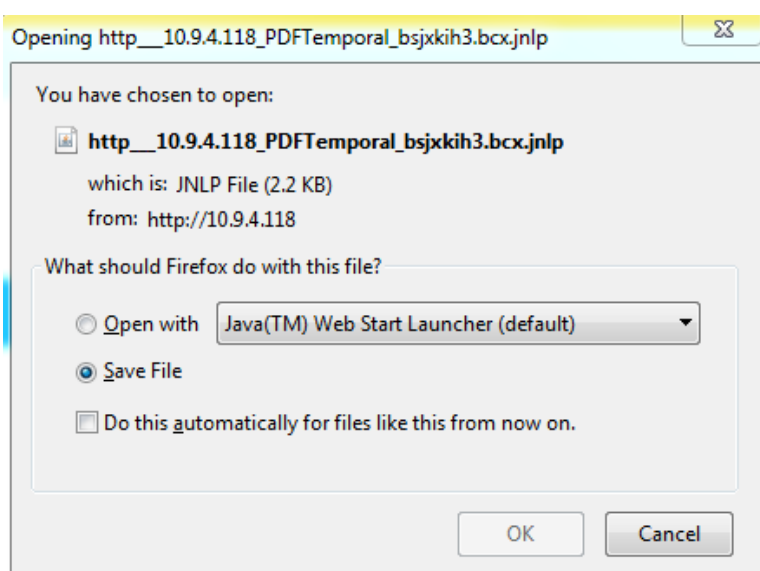 Opening http__10.9.4.118_PDFTemporal_bsjxkih3.bcx.jnlp
You have chosen to open:
http__10.9.4.118_PDFTemporal_bsjxkih3.bcx.jnlp
which is: JNLP File (2.2 KB)
from: http://10.9.4.118
What should Firefox do with this file?
Open with Java(TM) Web Start Launcher (default)
Save File
Do this automatically for files like this from now on.
OK Cancel